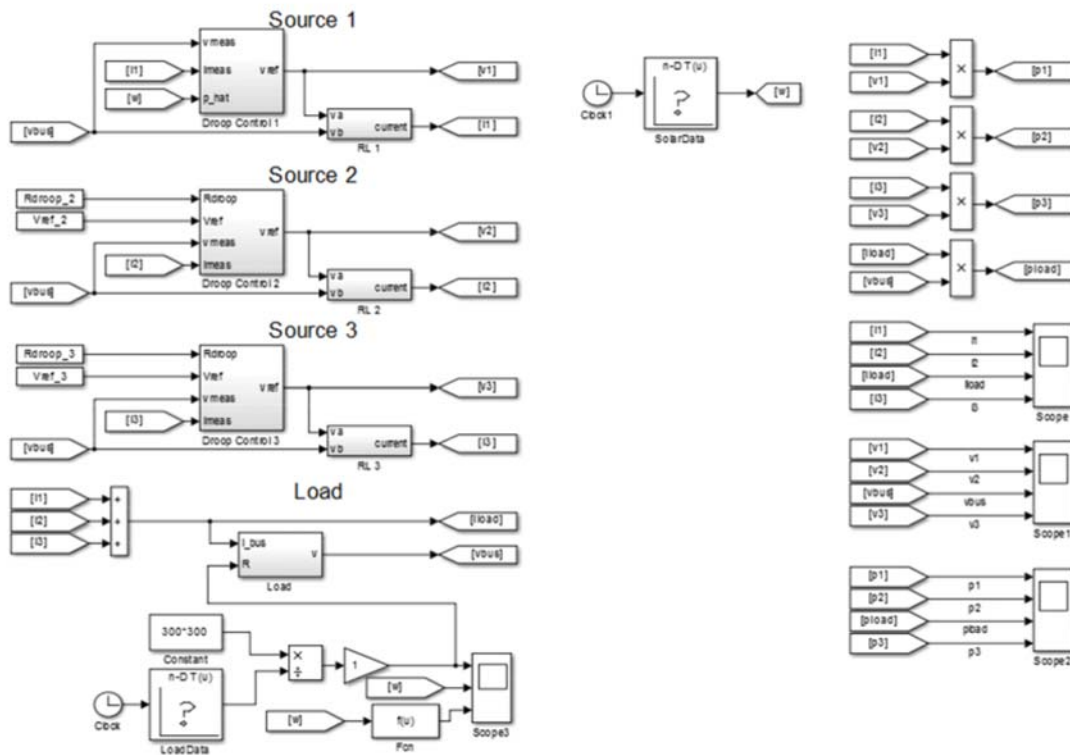 Source 1
vmeas
[I1]
Imeas
vref
[v1]
[w]
p_hat
Droop Control 1
[vbus]
va
vb
current
[I1]
RL 1
Source 2
Rdroop_2
Rdroop
Vref_2
Vref
vref
[v2]
vmeas
[I2]
Imeas
Droop Control 2
[vbus]
va
vb
current
[I2]
RL 2
Source 3
Rdroop_3
Rdroop
Vref_3
Vref
vref
[v3]
vmeas
[I3]
Imeas
Droop Control 3
[vbus]
va
vb
current
[I3]
RL 3
Load
[I1]
+
[I2]
+
[I3]
+
[Iload]
I_bus
R
v
[vbus]
Load
300*300
Constant
×
÷
1
n-DT(u)
?
LoadData
Clock
[w]
[w]
f(u)
Fcn
Scope3
Clock1
n-DT(u)
?
SolarData
[w]
[I1]
[v1]
×
[p1]
[I2]
[v2]
×
[p2]
[I3]
[v3]
×
[p3]
[Iload]
[vbus]
×
[pload]
[I1]
I1
[I2]
I2
[Iload]
Iload
[I3]
I3
Scope
[v1]
v1
[v2]
v2
[vbus]
vbus
[v3]
v3
Scope1
[p1]
p1
[p2]
p2
[pload]
pload
[p3]
p3
Scope2